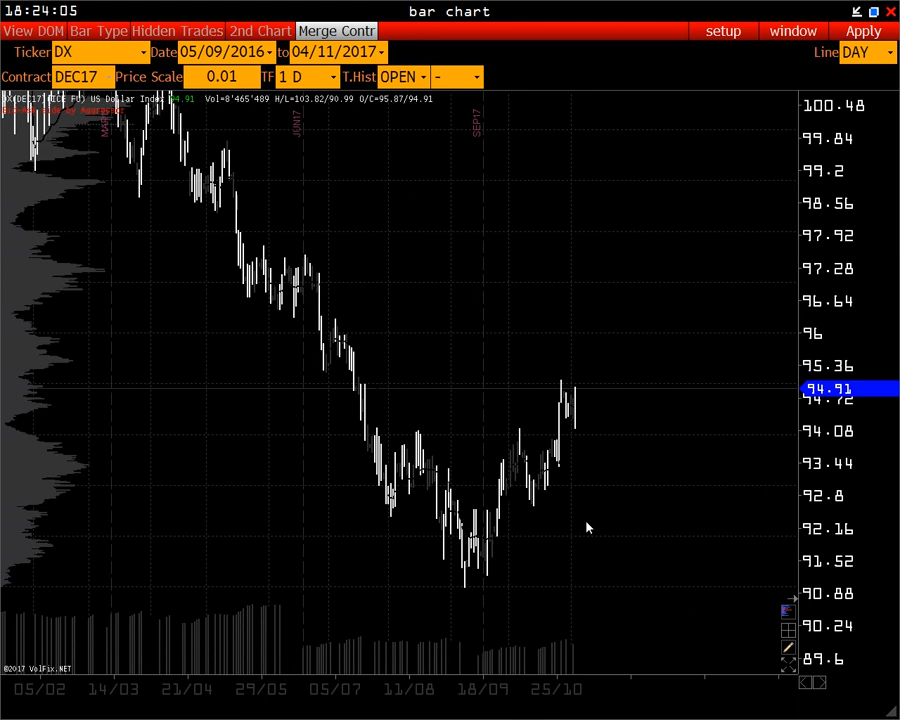 18:24:05 bar chart
View DOM Bar Type Hidden Trades 2nd Chart Merge Contr setup window Apply
Ticker DX Date 05/09/2016 to 04/11/2017 Line DAY
Contract DEC17 Price Scale 0.01 TF 1 D T.Hist OPEN -
DX(DEC17) ICE FU) US Dollar Index 94.91 Vol=8'465'489 H/L=103.82/90.99 O/C=95.87/94.91
JUN17
SEP17
100.48
99.84
99.2
98.56
97.92
97.28
96.64
96
95.36
94.91
94.72
94.08
93.44
92.8
92.16
91.52
90.88
90.24
89.6
©2017 VolFix.NET
05/02 14/03 21/04 29/05 05/07 11/08 18/09 25/10